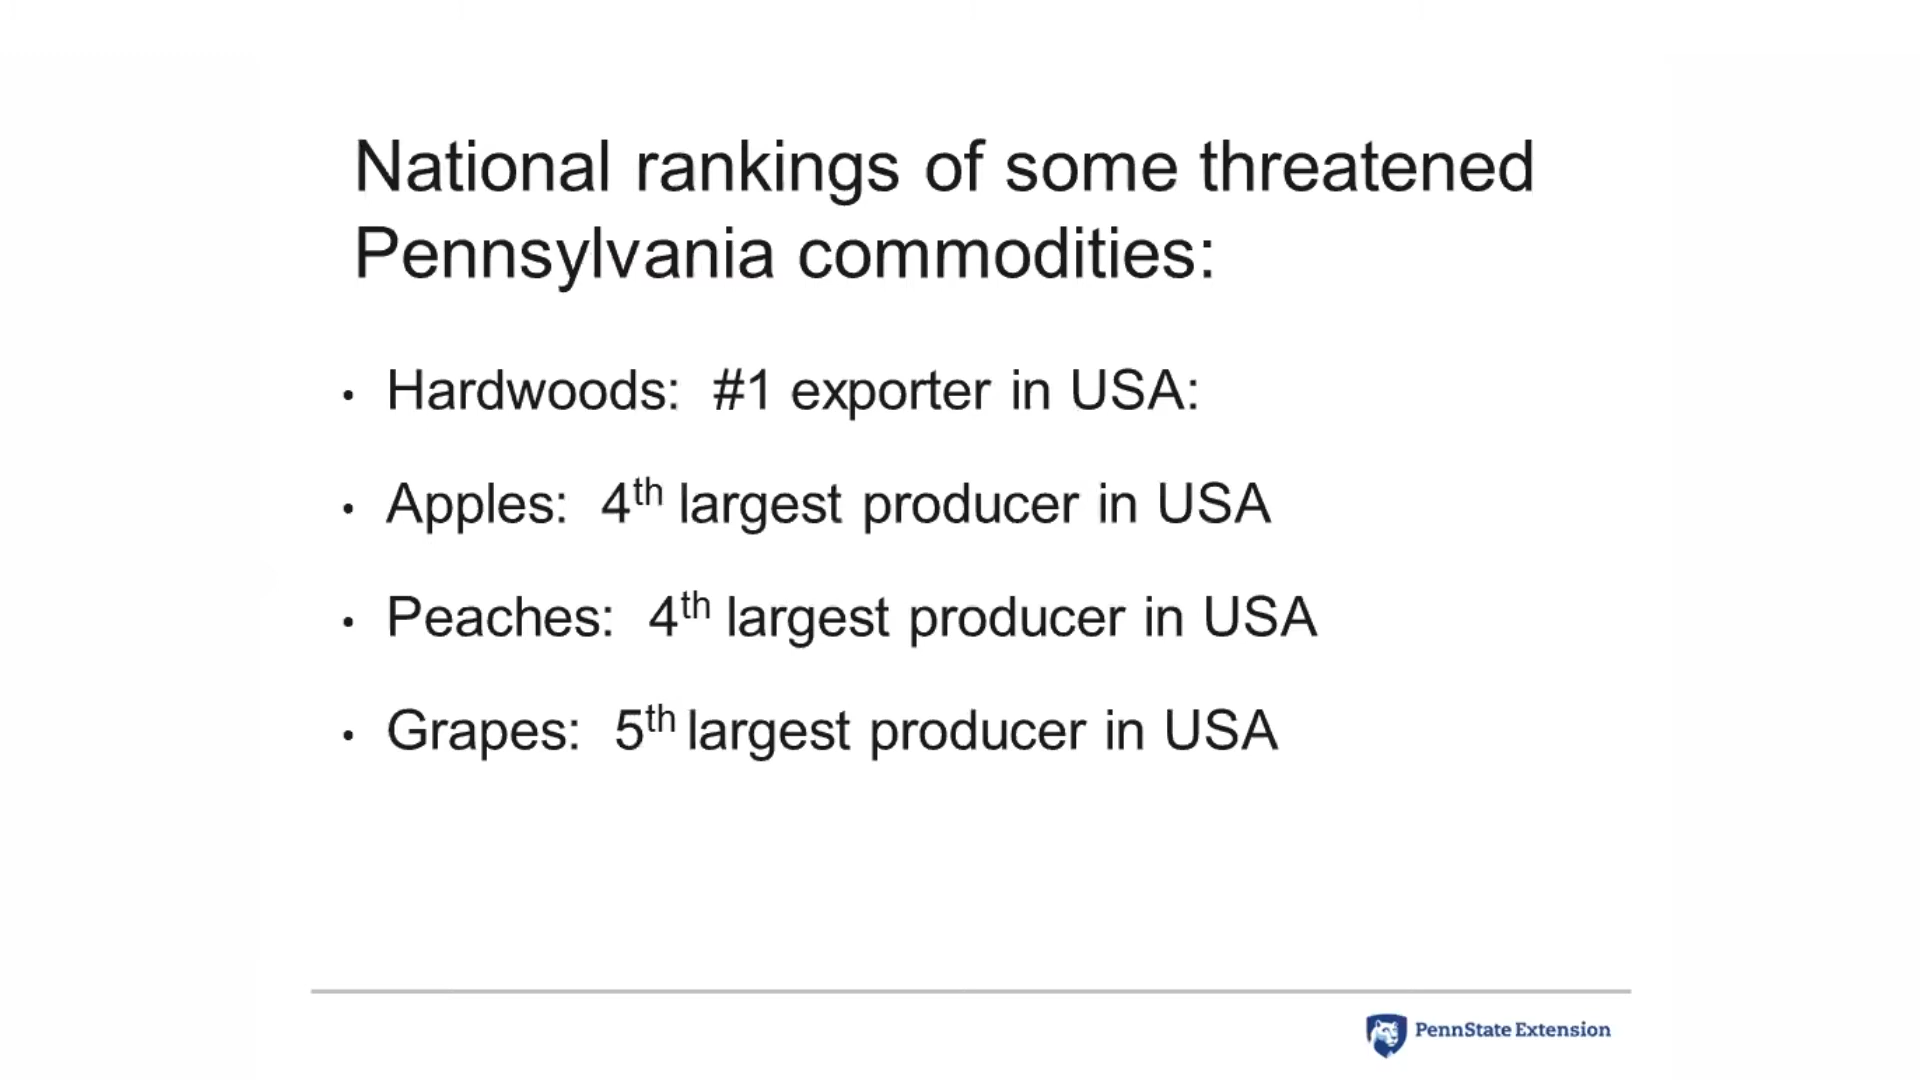 National rankings of some threatened
Pennsylvania commodities:
• Hardwoods: #1 exporter in USA:
• Apples: 4th largest producer in USA
• Peaches: 4th largest producer in USA
• Grapes: 5th largest producer in USA
PennState Extension